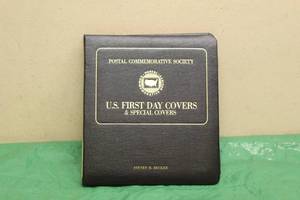 POSTAL COMMEMORATIVE SOCIETY
U.S. FIRST DAY COVERS
& SPECIAL COVERS